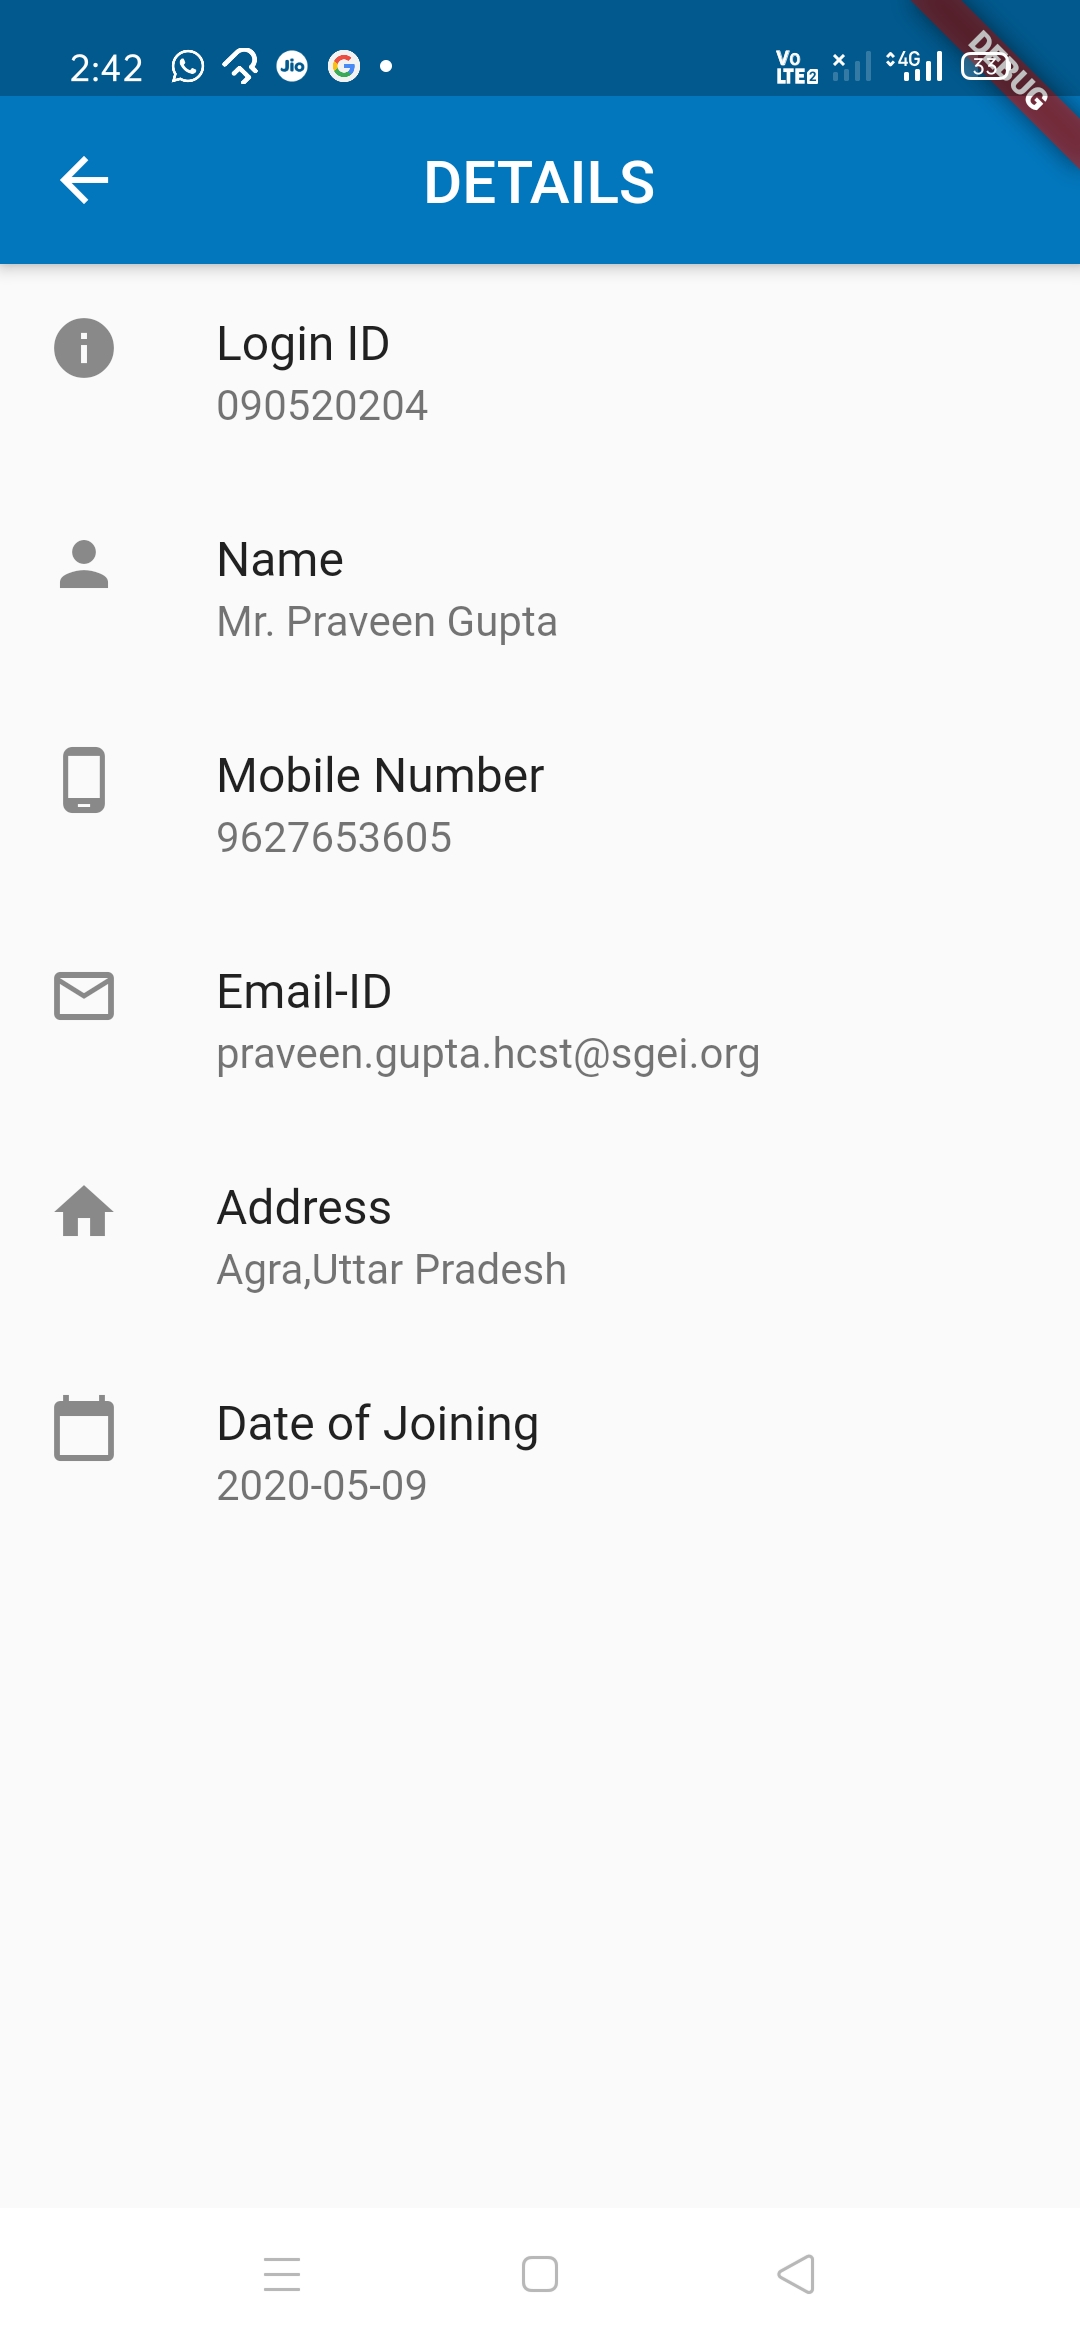 2:42 Jio G Vo LTE2 4G 33 DEBUG
DETAILS
Login ID
090520204
Name
Mr. Praveen Gupta
Mobile Number
9627653605
Email-ID
praveen.gupta.hcst@sgei.org
Address
Agra,Uttar Pradesh
Date of Joining
2020-05-09